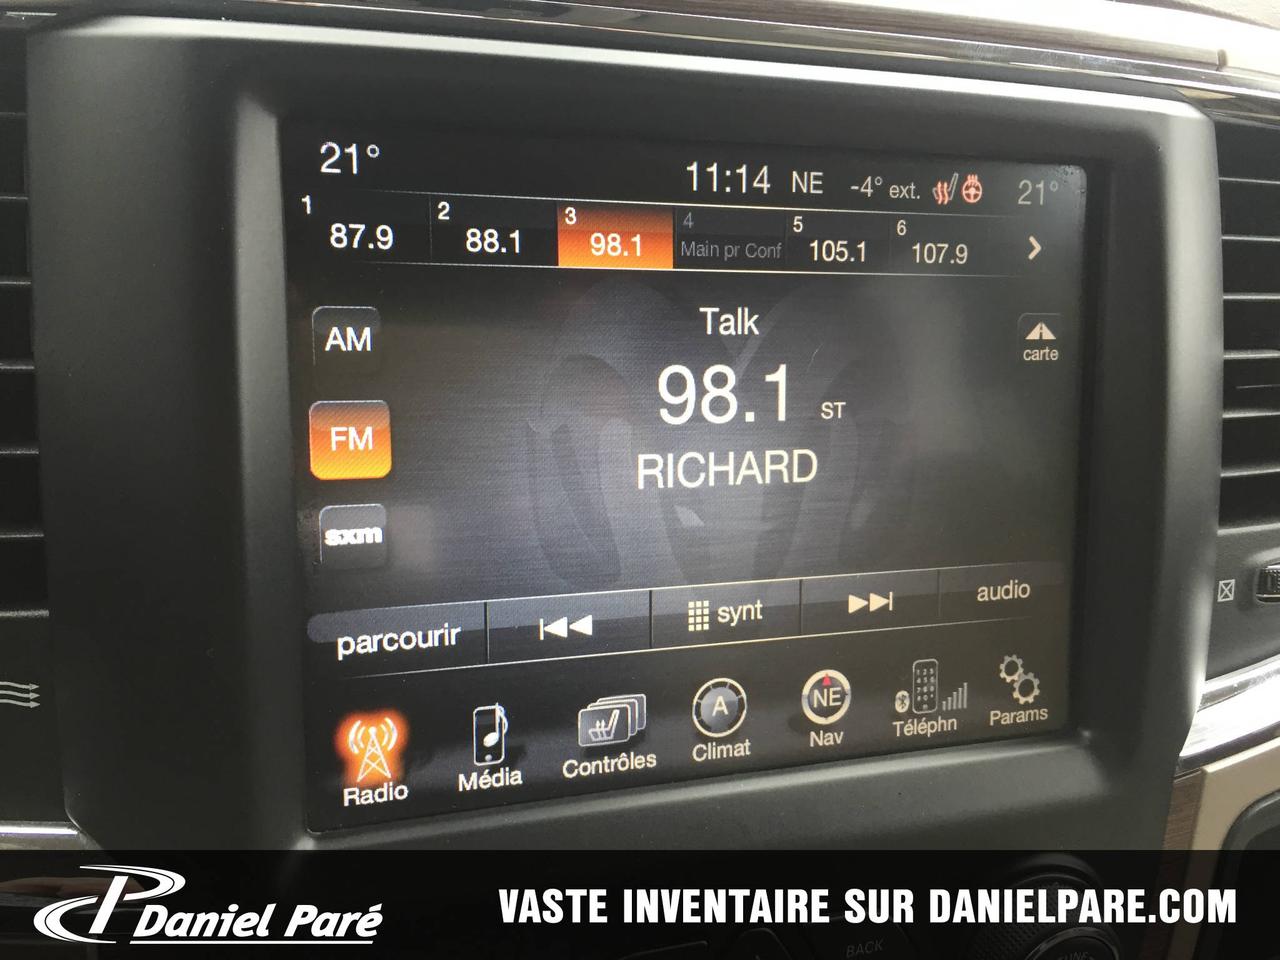 21°
11:14 NE -4° ext. 21°
1 87.9 2 88.1 3 98.1 4 Main pr Conf 5 105.1 6 107.9
AM
Talk
carte
98.1 ST
FM
RICHARD
sxm
parcourir synt audio
Radio Média Contrôles A Climat NE Nav Téléphn Params
Daniel Paré
VASTE INVENTAIRE SUR DANIELPARE.COM
BACK
TUNE